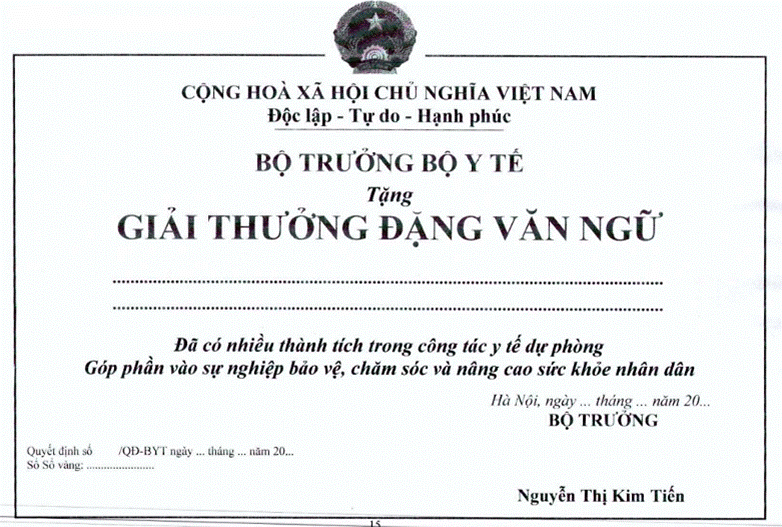 CỘNG HOÀ XÃ HỘI CHỦ NGHĨA VIỆT NAM
Độc lập - Tự do - Hạnh phúc
BỘ TRƯỞNG BỘ Y TẾ
Tặng
GIẢI THƯỞNG ĐẶNG VĂN NGỮ
................................................................................
................................................................................
Đã có nhiều thành tích trong công tác y tế dự phòng
Góp phần vào sự nghiệp bảo vệ, chăm sóc và nâng cao sức khỏe nhân dân
Hà Nội, ngày ... tháng ... năm 20...
BỘ TRƯỞNG
Quyết định số /QĐ-BYT ngày ... tháng ... năm 20...
Số Sổ vàng: .......................
Nguyễn Thị Kim Tiến
15